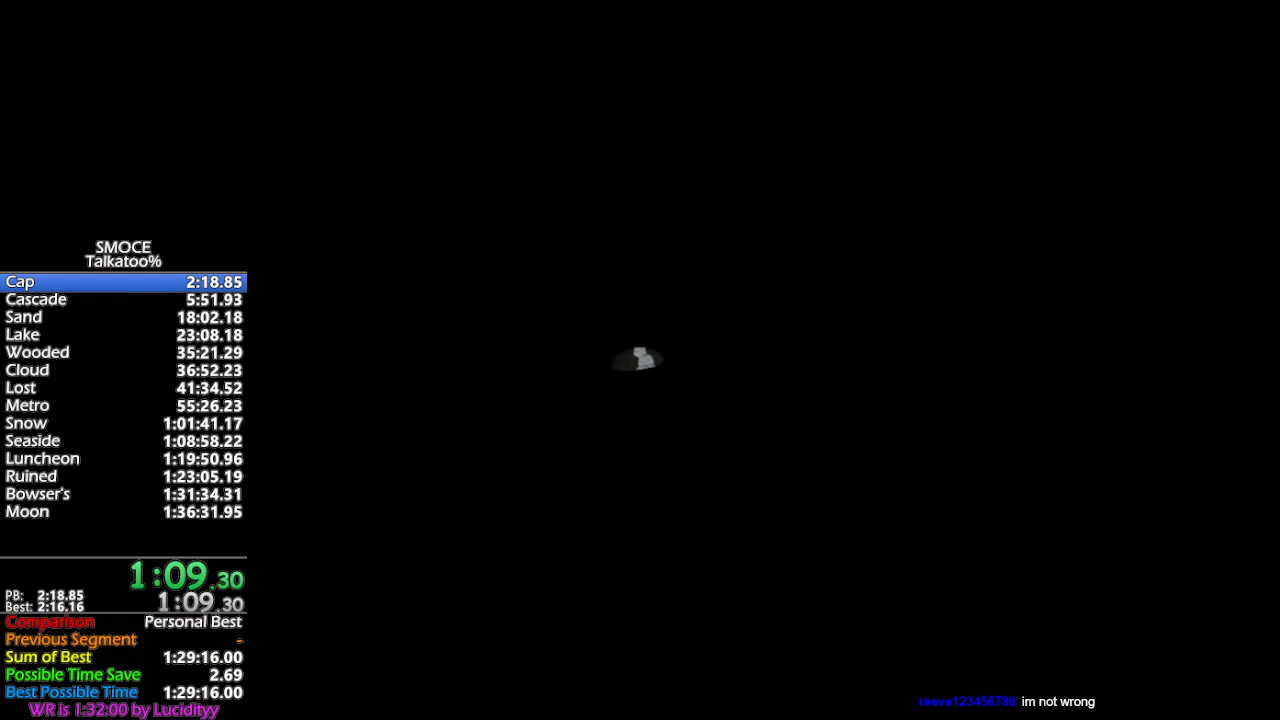 SMOCE
Talkatoo%
Cap 2:18.85
Cascade 5:51.93
Sand 18:02.18
Lake 23:08.18
Wooded 35:21.29
Cloud 36:52.23
Lost 41:34.52
Metro 55:26.23
Snow 1:01:41.17
Seaside 1:08:58.22
Luncheon 1:19:50.96
Ruined 1:23:05.19
Bowser's 1:31:34.31
Moon 1:36:31.95
1:09.30
PB: 2:18.85
Best: 2:16.16 1:09.30
Comparison Personal Best
Previous Segment -
Sum of Best 1:29:16.00
Possible Time Save 2.69
Best Possible Time 1:29:16.00
WR is 1:32:00 by Lucidityy
reeve123456788 im not wrong